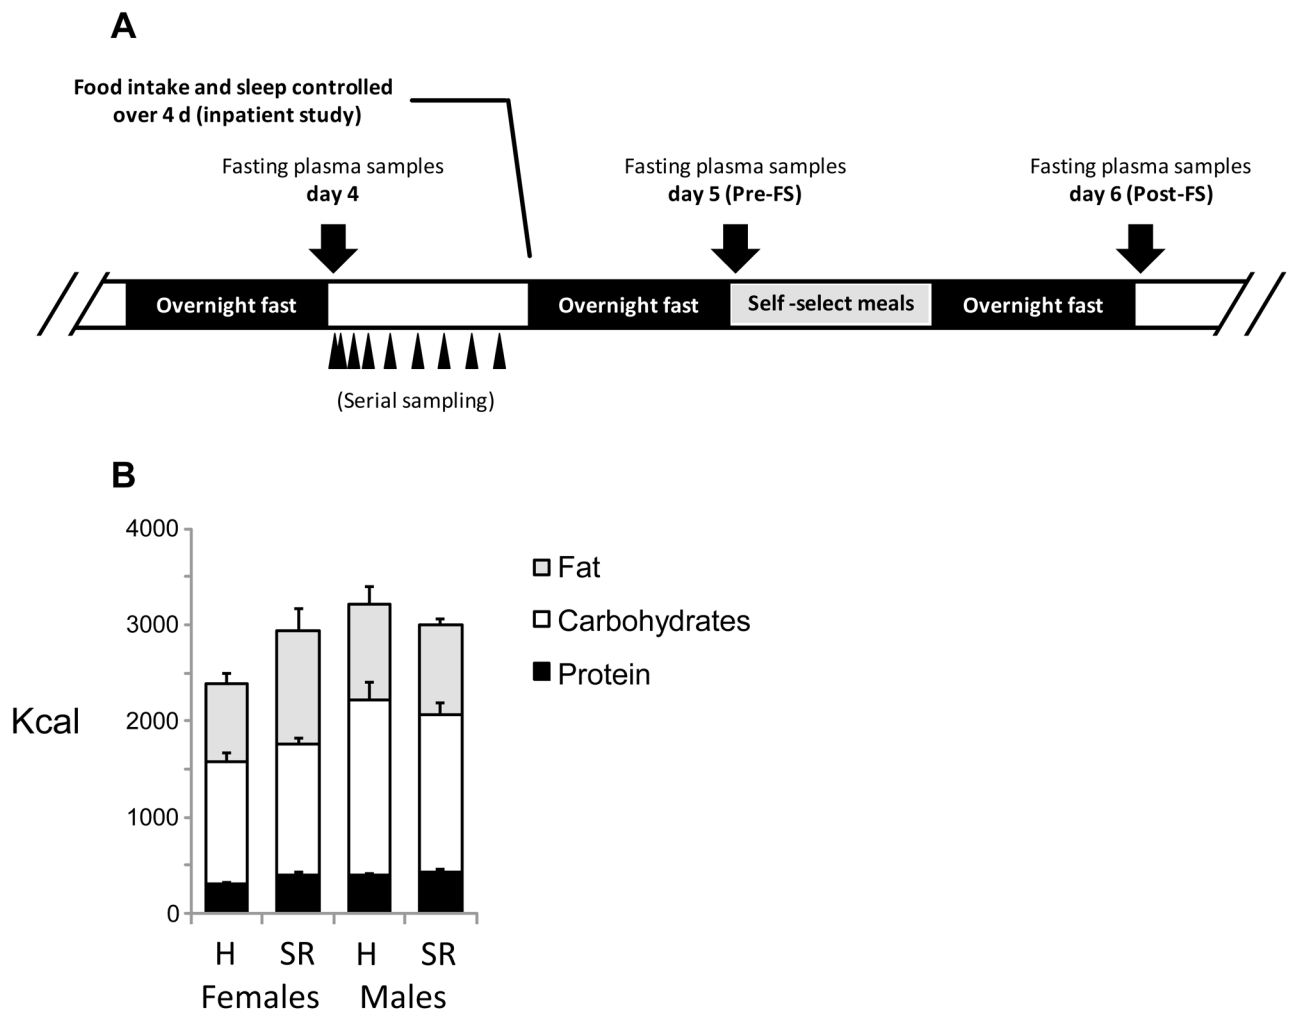 A
Food intake and sleep controlled
over 4 d (inpatient study)
Fasting plasma samples
day 4
Fasting plasma samples
day 5 (Pre-FS)
Fasting plasma samples
day 6 (Post-FS)
Overnight fast
Overnight fast
Self -select meals
Overnight fast
(Serial sampling)
B
4000
3000
2000
1000
0
Kcal
Fat
Carbohydrates
Protein
H SR H SR
Females Males